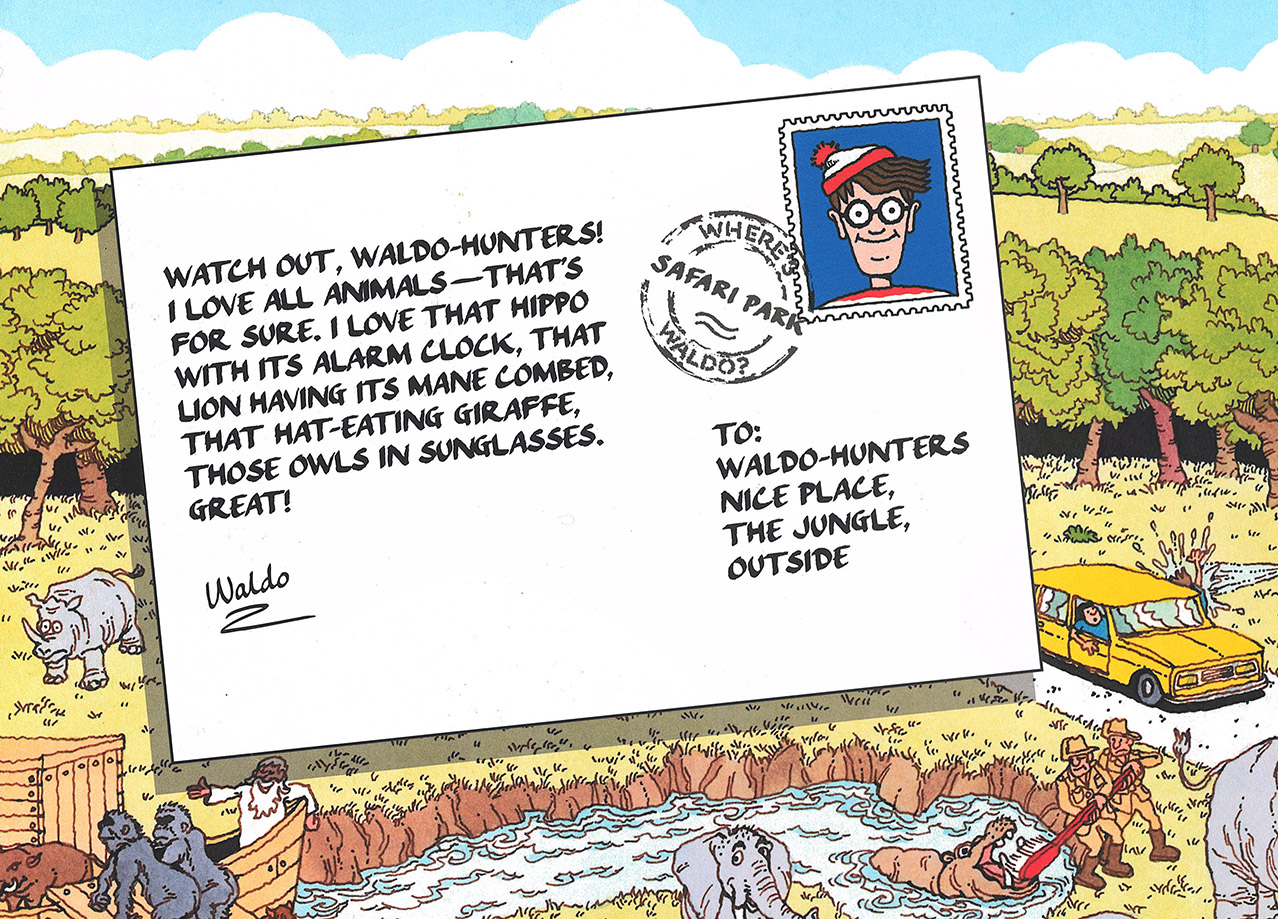 WATCH OUT, WALDO-HUNTERS!
I LOVE ALL ANIMALS—THAT'S
FOR SURE. I LOVE THAT HIPPO
WITH ITS ALARM CLOCK, THAT
LION HAVING ITS MANE COMBED,
THAT HAT-EATING GIRAFFE,
THOSE OWLS IN SUNGLASSES.
GREAT!
Waldo
WHERE'S
SAFARI PARK
WALDO?
TO:
WALDO-HUNTERS
NICE PLACE,
THE JUNGLE,
OUTSIDE